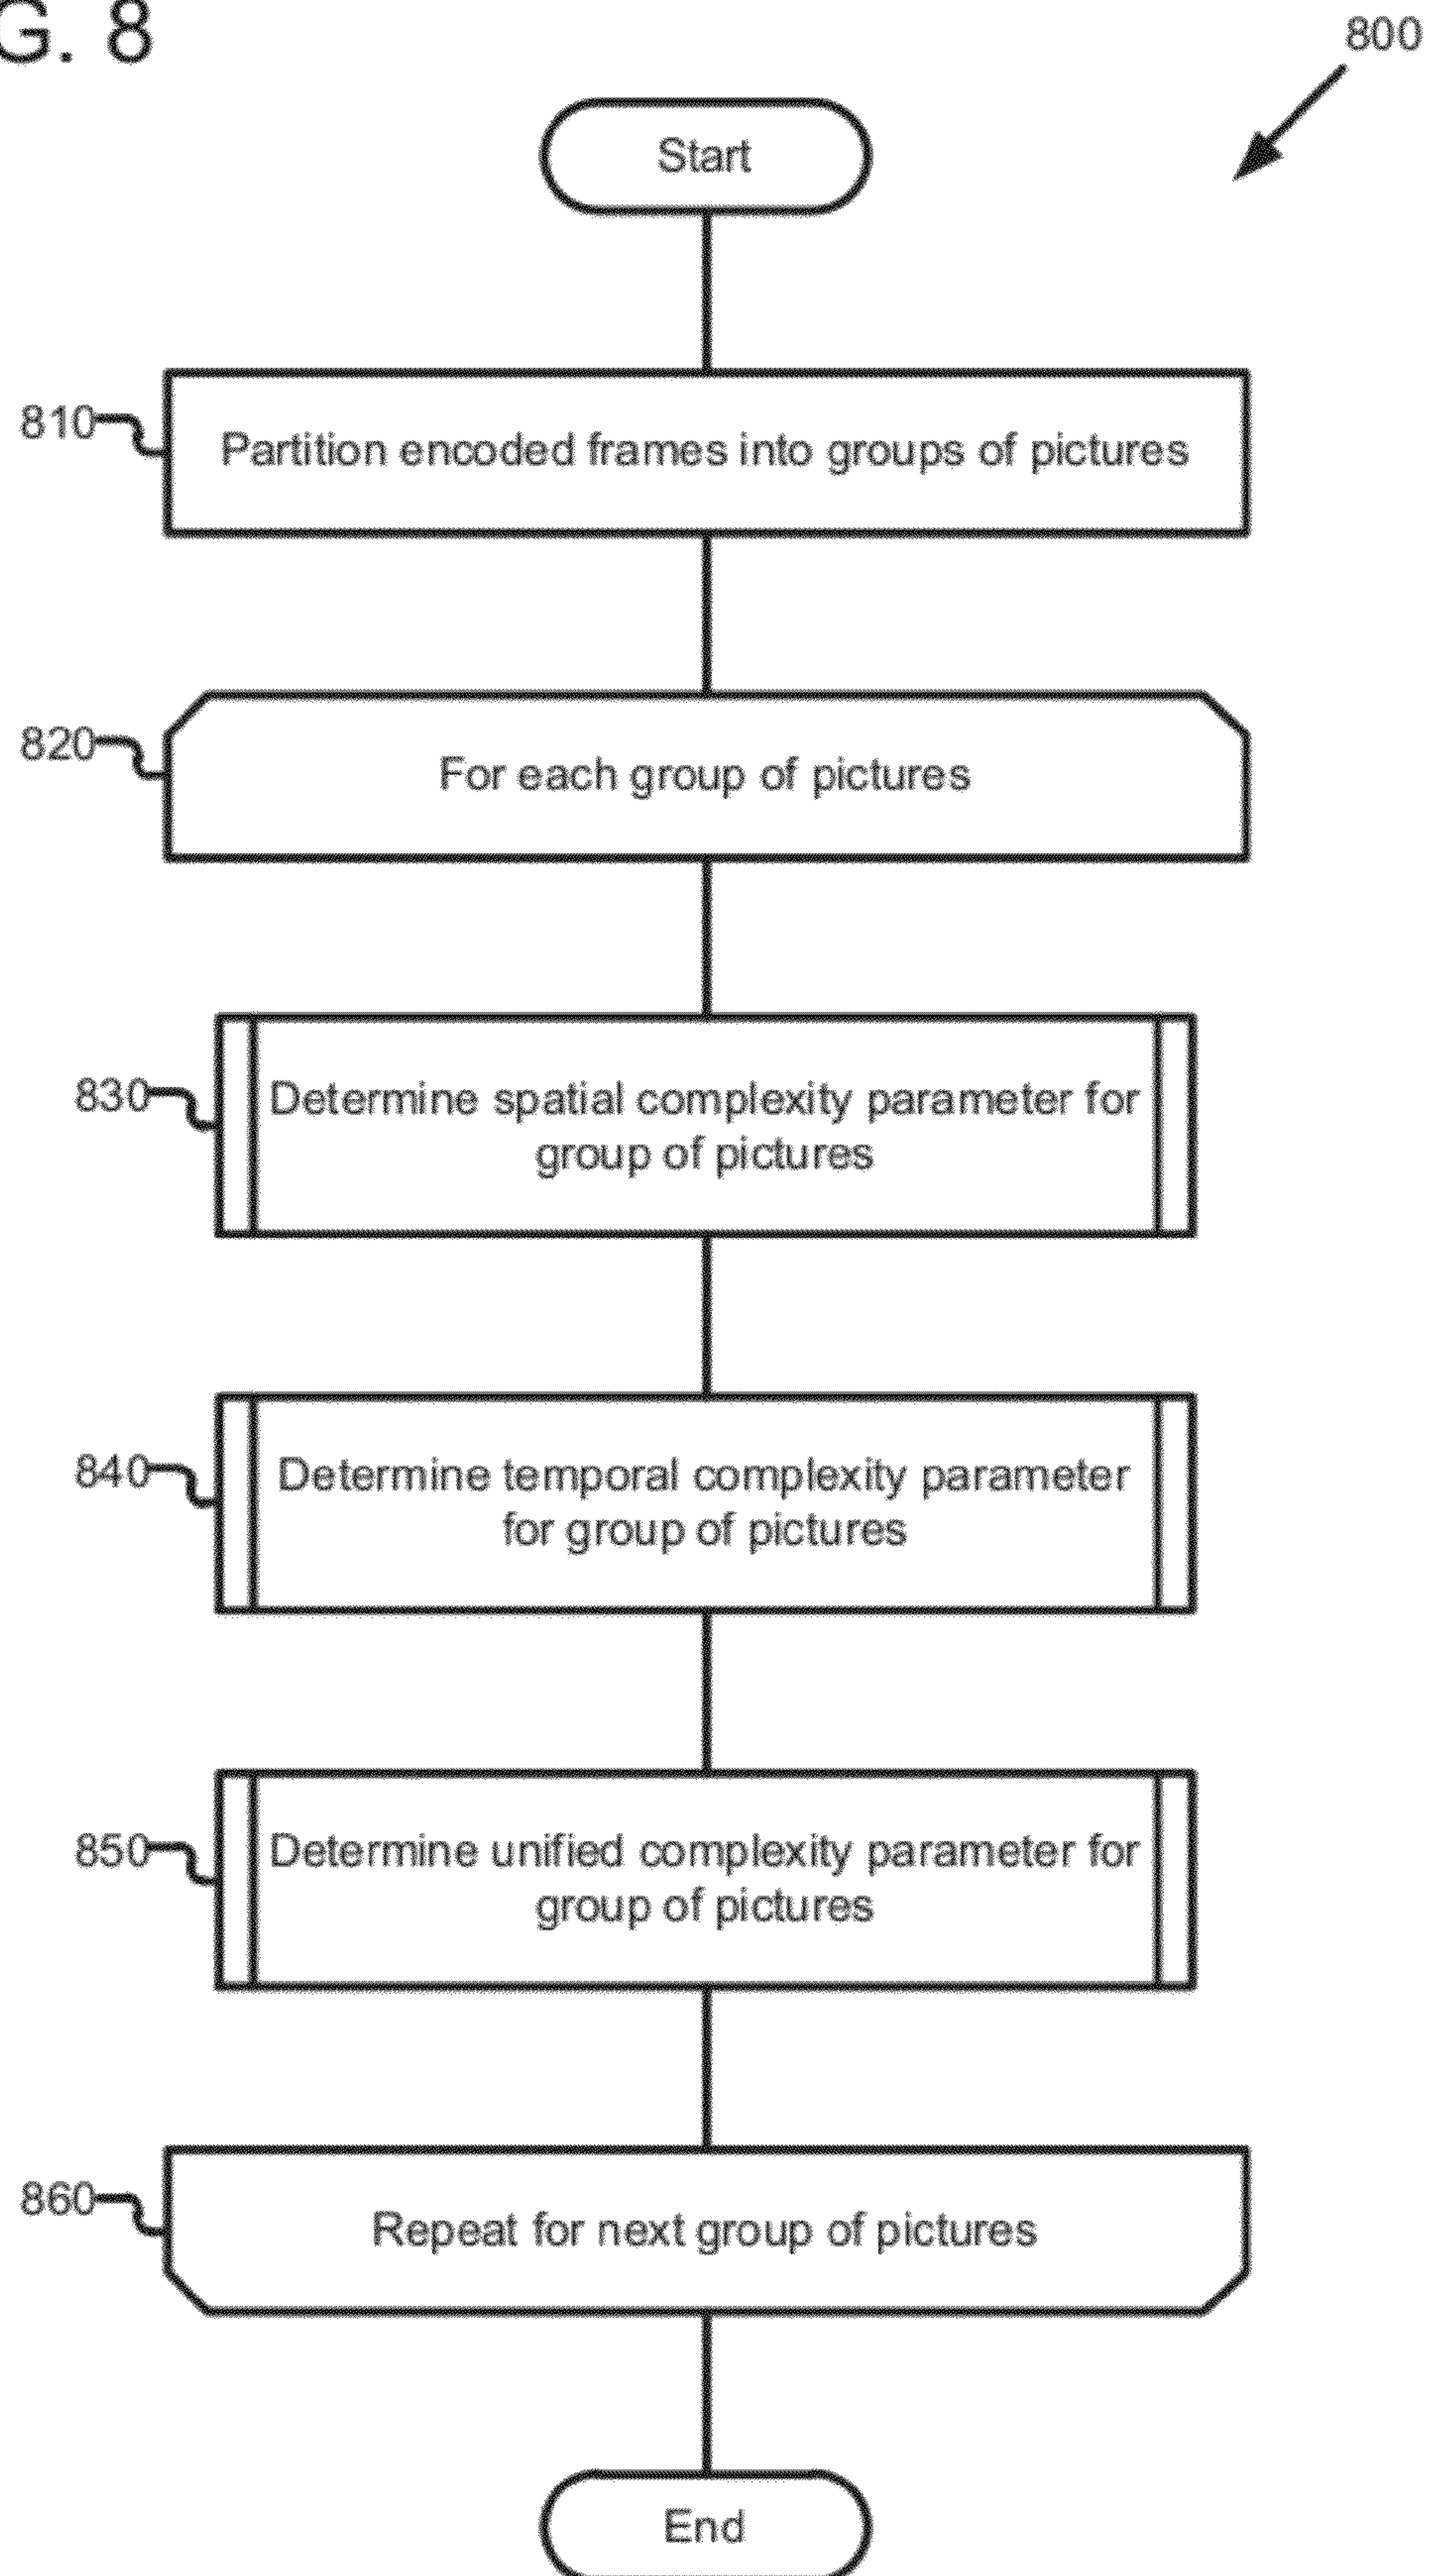 G. 8
800
Start
810
Partition encoded frames into groups of pictures
820
For each group of pictures
830
Determine spatial complexity parameter for
group of pictures
840
Determine temporal complexity parameter
for group of pictures
850
Determine unified complexity parameter for
group of pictures
860
Repeat for next group of pictures
End